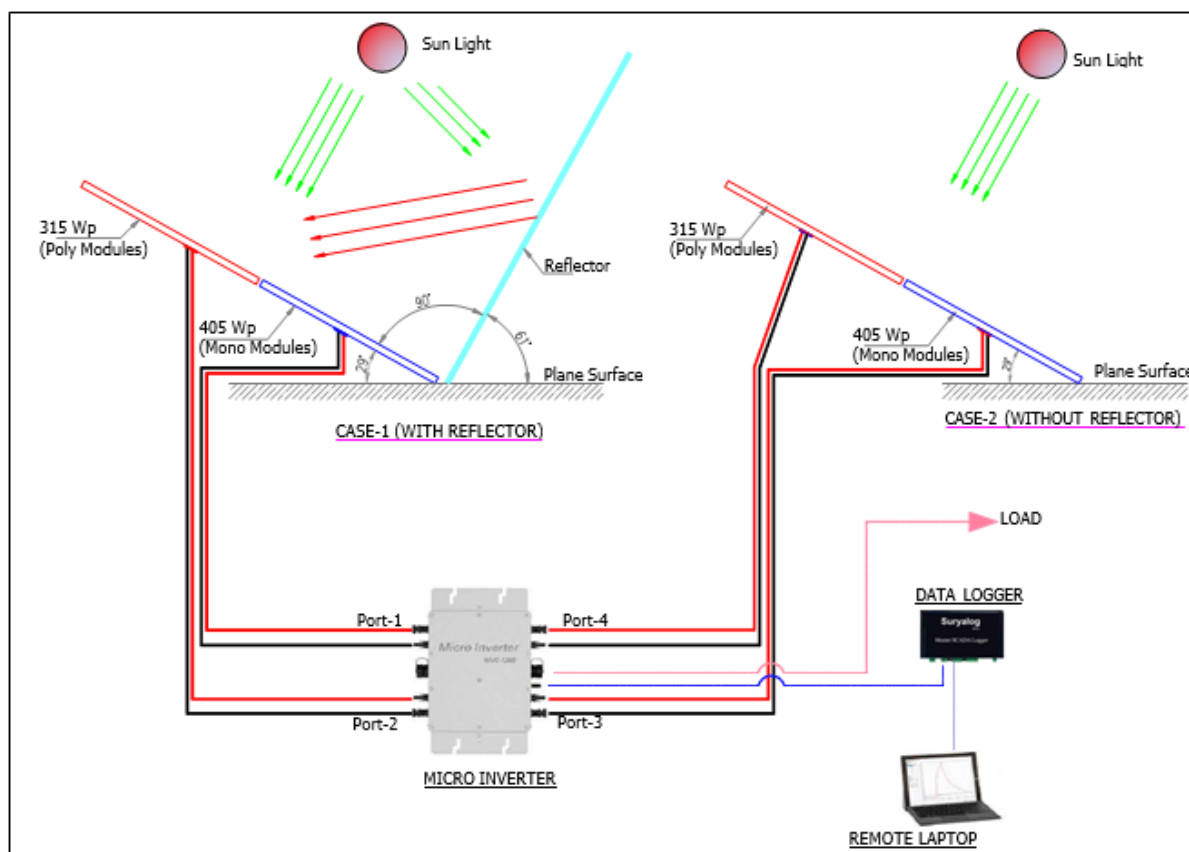 Sun Light
Sun Light
315 Wp
(Poly Modules)
315 Wp
(Poly Modules)
Reflector
90°
61°
405 Wp
(Mono Modules)
29°
Plane Surface
405 Wp
(Mono Modules)
29°
Plane Surface
CASE-1 (WITH REFLECTOR)
CASE-2 (WITHOUT REFLECTOR)
LOAD
DATA LOGGER
Port-1
Port-4
Suryalog
Micro Inverter
Port-2
Port-3
MICRO INVERTER
REMOTE LAPTOP